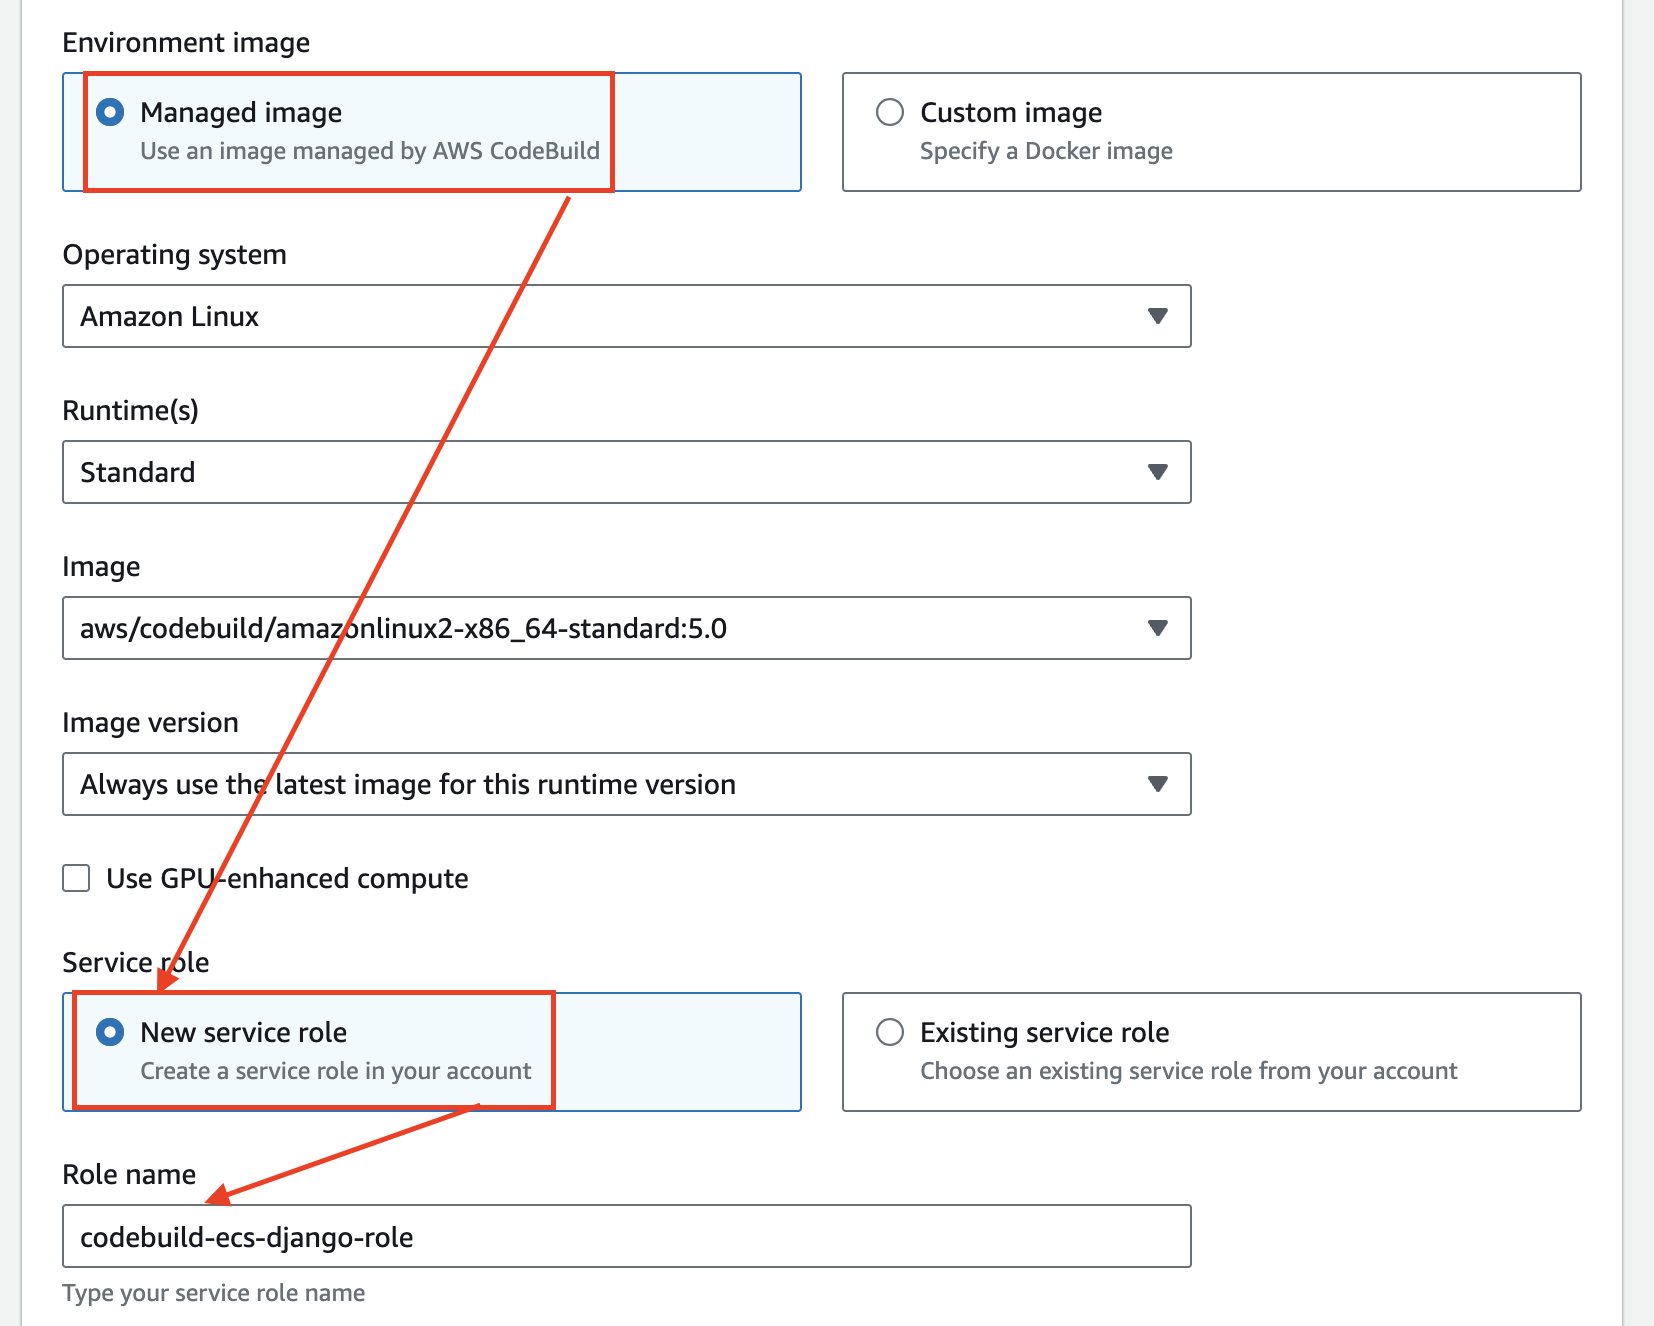 Environment image
Managed image
Use an image managed by AWS CodeBuild
Custom image
Specify a Docker image
Operating system
Amazon Linux
Runtime(s)
Standard
Image
aws/codebuild/amazonlinux2-x86_64-standard:5.0
Image version
Always use the latest image for this runtime version
Use GPU-enhanced compute
Service role
New service role
Create a service role in your account
Existing service role
Choose an existing service role from your account
Role name
codebuild-ecs-django-role
Type your service role name